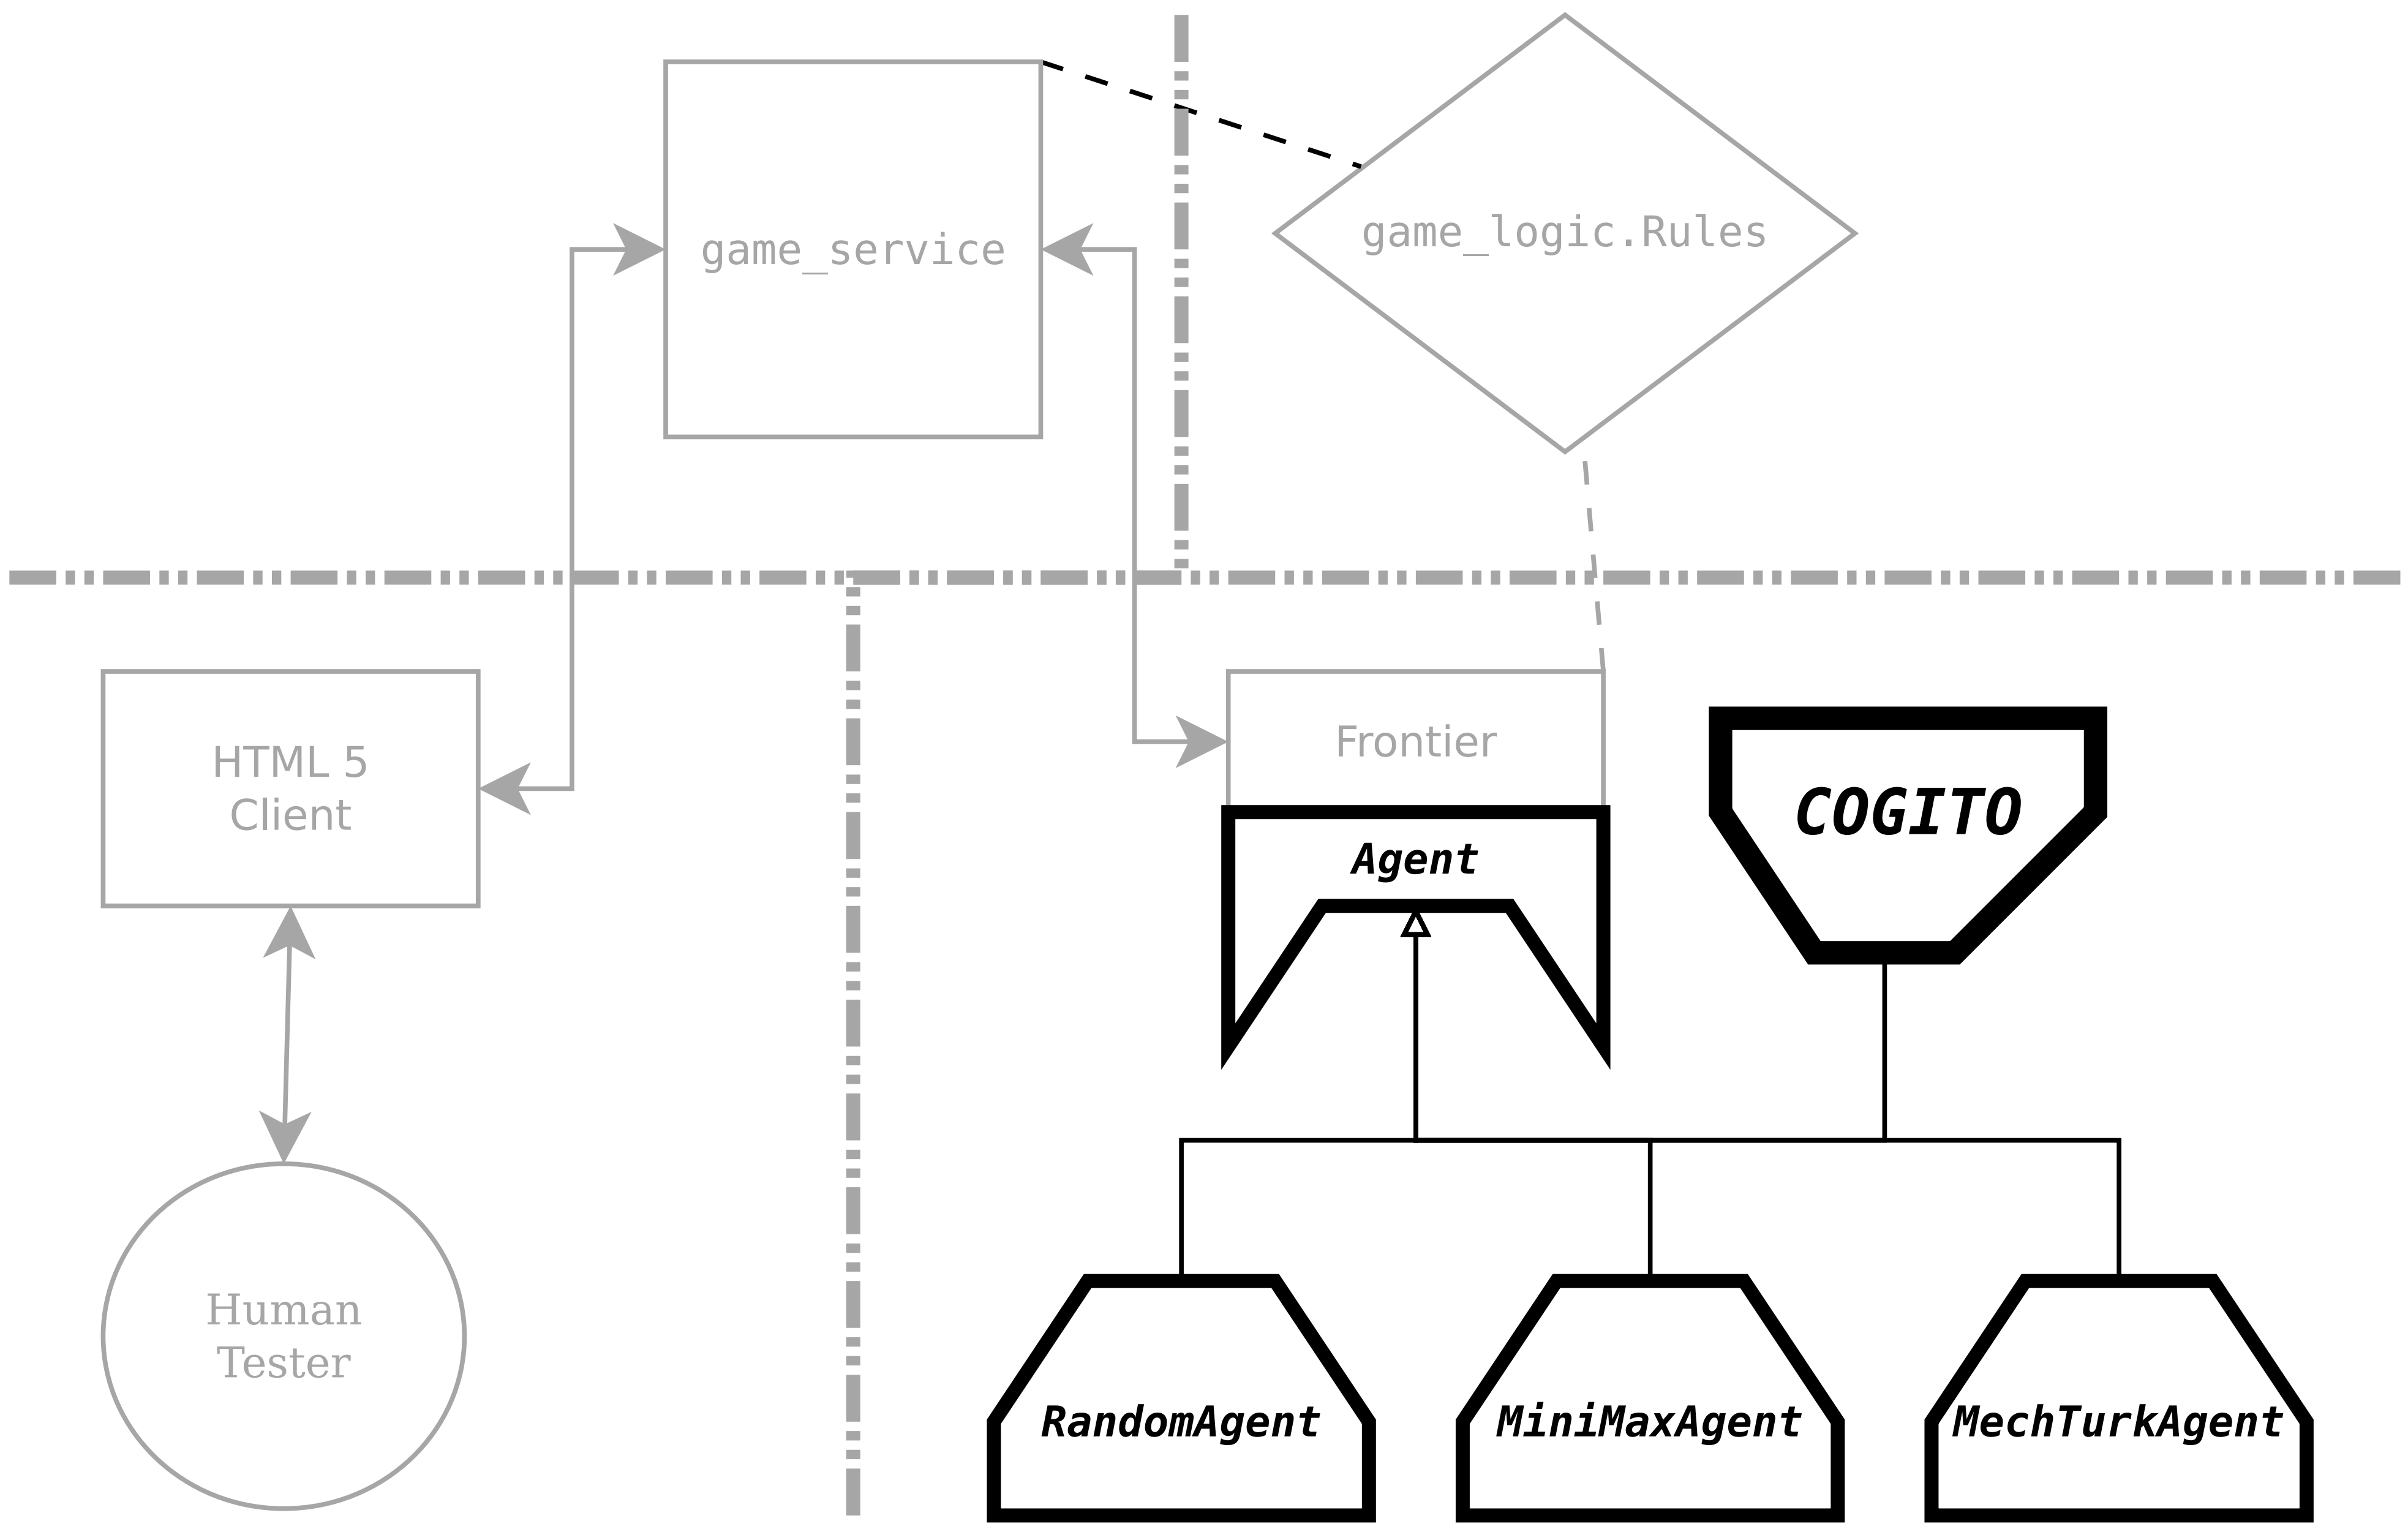 game_service
game_logic.Rules
HTML 5
Client
Frontier
COGITO
Agent
Human
Tester
RandomAgent
MiniMaxAgent
MechTurkAgent